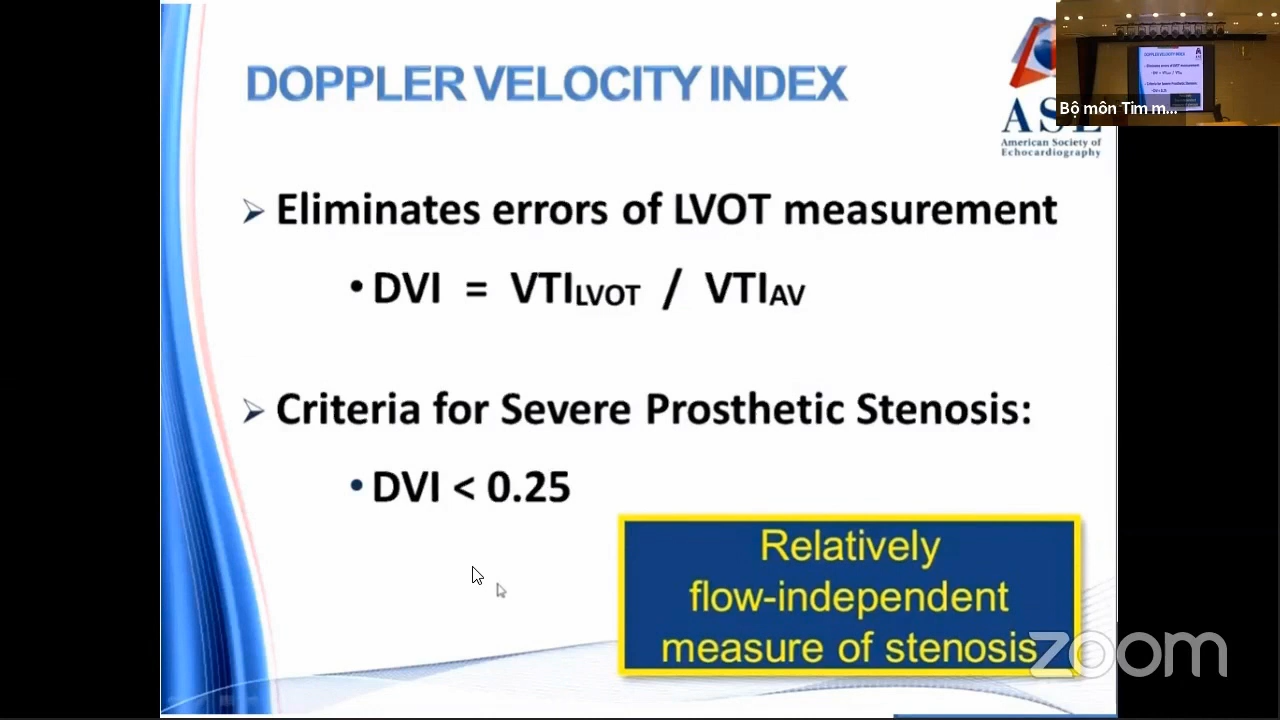 DOPPLER VELOCITY INDEX
American Society of
Echocardiography
Bộ môn Tim m...
➢ Eliminates errors of LVOT measurement
• DVI = VTILVOT / VTIAV
➢ Criteria for Severe Prosthetic Stenosis:
• DVI < 0.25
Relatively
flow-independent
measure of stenosis
zoom